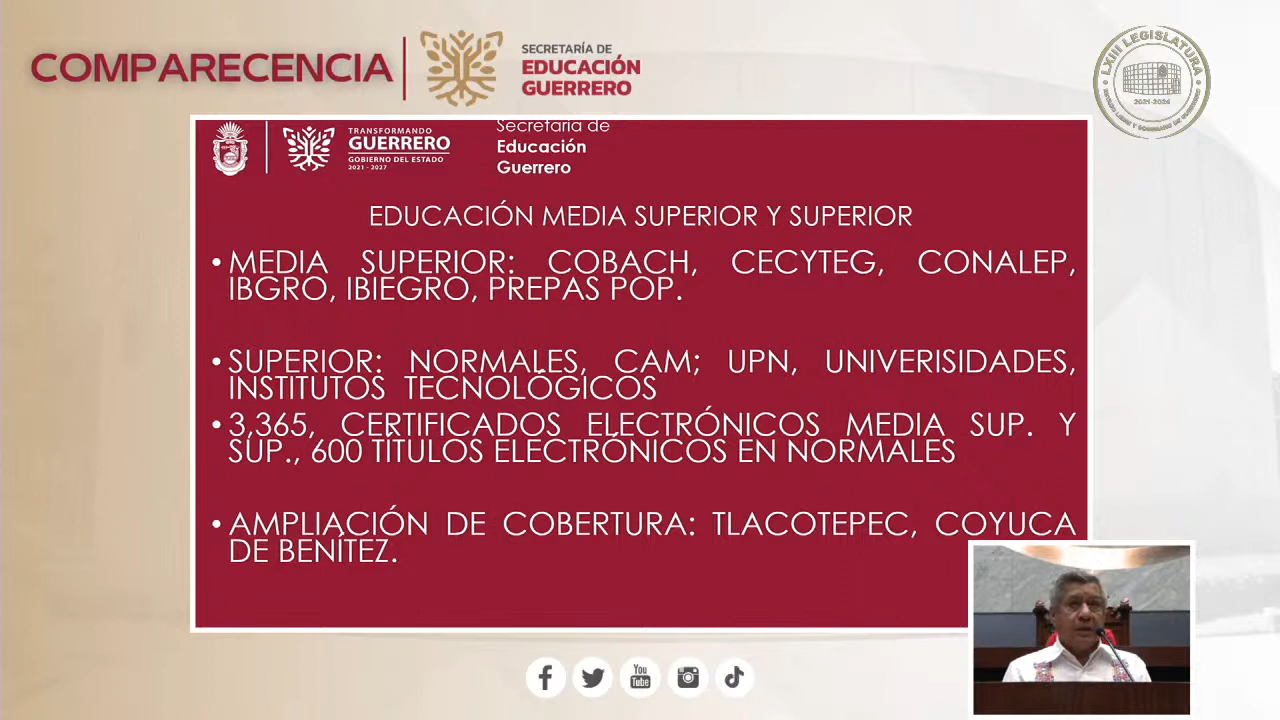 COMPARECENCIA
SECRETARÍA DE
EDUCACIÓN
GUERRERO
LXIII LEGISLATURA
2021-2024
TRANSFORMANDO
GUERRERO
GOBIERNO DEL ESTADO
2021 - 2027
Secretaría de
Educación
Guerrero
EDUCACIÓN MEDIA SUPERIOR Y SUPERIOR
• MEDIA SUPERIOR: COBACH, CECYTEG, CONALEP,
IBGRO, IBIEGRO, PREPAS POP.
• SUPERIOR: NORMALES, CAM; UPN, UNIVERISIDADES,
INSTITUTOS TECNOLÓGICOS
• 3,365, CERTIFICADOS ELECTRÓNICOS MEDIA SUP. Y
SUP., 600 TÍTULOS ELECTRÓNICOS EN NORMALES
• AMPLIACIÓN DE COBERTURA: TLACOTEPEC, COYUCA
DE BENÍTEZ.
You
Tube